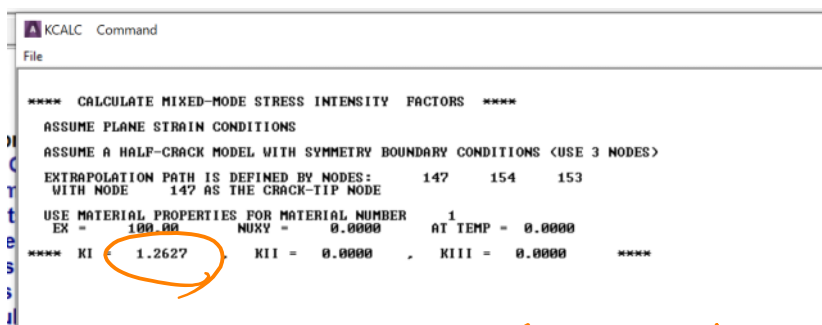 KCALC Command
File
**** CALCULATE MIXED-MODE STRESS INTENSITY FACTORS ****
ASSUME PLANE STRAIN CONDITIONS
ASSUME A HALF-CRACK MODEL WITH SYMMETRY BOUNDARY CONDITIONS (USE 3 NODES)
EXTRAPOLATION PATH IS DEFINED BY NODES: 147 154 153
WITH NODE 147 AS THE CRACK-TIP NODE
USE MATERIAL PROPERTIES FOR MATERIAL NUMBER 1
EX = 100.00 NUXY = 0.0000 AT TEMP = 0.0000
**** KI = 1.2627 , KII = 0.0000 , KIII = 0.0000 ****